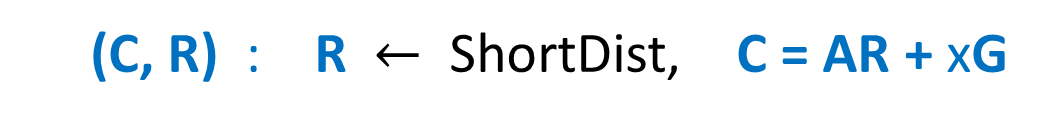 (C, R) : R ← ShortDist, C = AR + xG